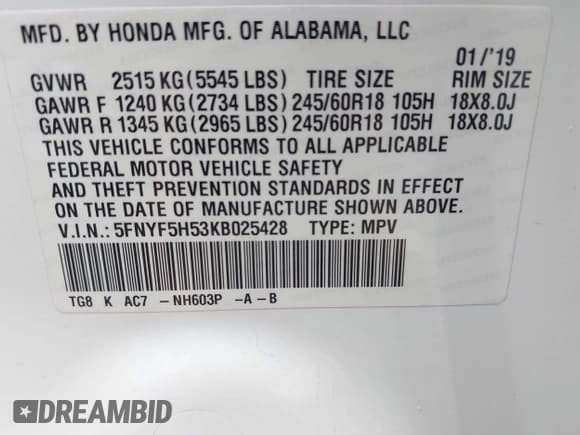 MFD. BY HONDA MFG. OF ALABAMA, LLC
01/'19
GVWR 2515 KG (5545 LBS) TIRE SIZE RIM SIZE
GAWR F 1240 KG (2734 LBS) 245/60R18 105H 18X8.0J
GAWR R 1345 KG (2965 LBS) 245/60R18 105H 18X8.0J
THIS VEHICLE CONFORMS TO ALL APPLICABLE
FEDERAL MOTOR VEHICLE SAFETY
AND THEFT PREVENTION STANDARDS IN EFFECT
ON THE DATE OF MANUFACTURE SHOWN ABOVE.
V.I.N.: 5FNYF5H53KB025428 TYPE: MPV
TG8 K AC7 -NH603P -A-B
DREAMBID